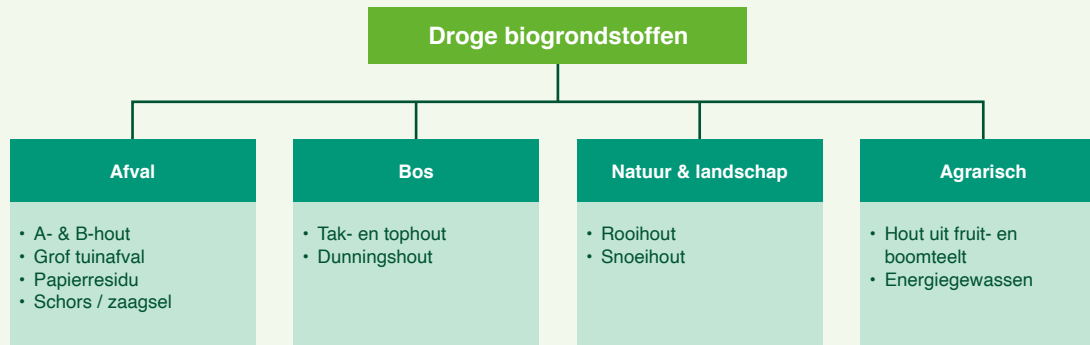 Droge biogrondstoffen
Afval
• A- & B-hout
• Grof tuinafval
• Papierresidu
• Schors / zaagsel
Bos
• Tak- en tophout
• Dunningshout
Natuur & landschap
• Rooihout
• Snoeihout
Agrarisch
• Hout uit fruit- en
boomteelt
• Energiegewassen